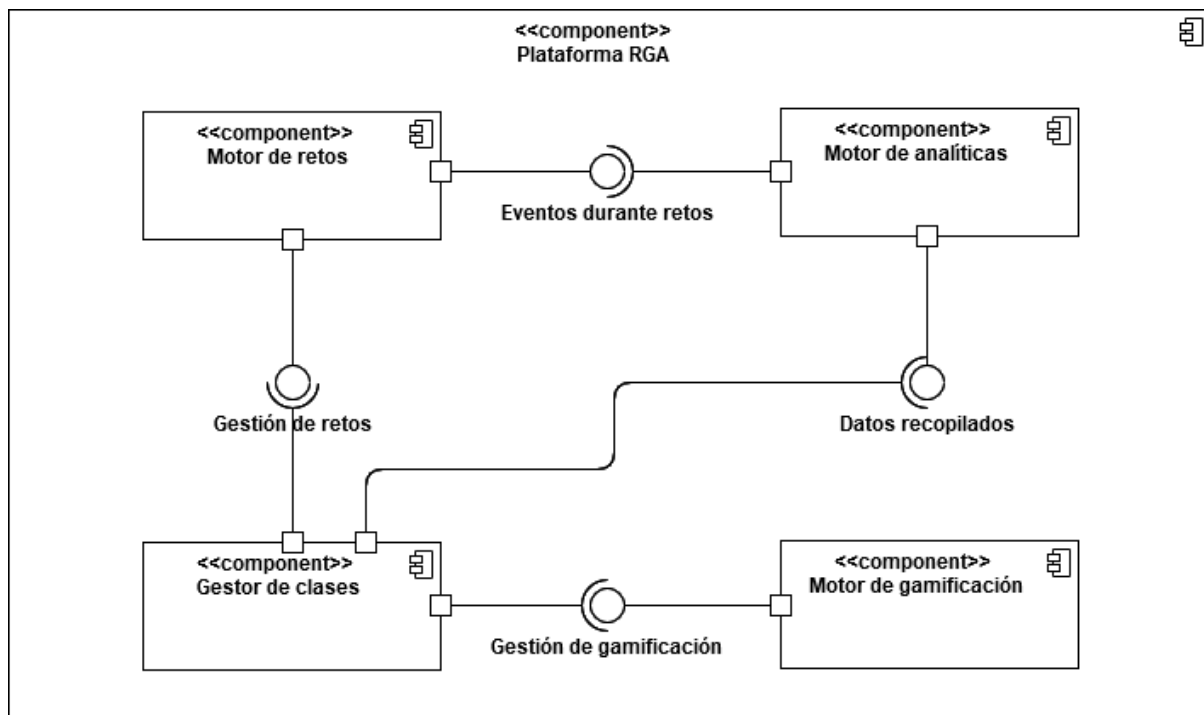 <<component>>
Plataforma RGA
<<component>>
Motor de retos
<<component>>
Motor de analíticas
Eventos durante retos
Gestión de retos
Datos recopilados
<<component>>
Gestor de clases
<<component>>
Motor de gamificación
Gestión de gamificación